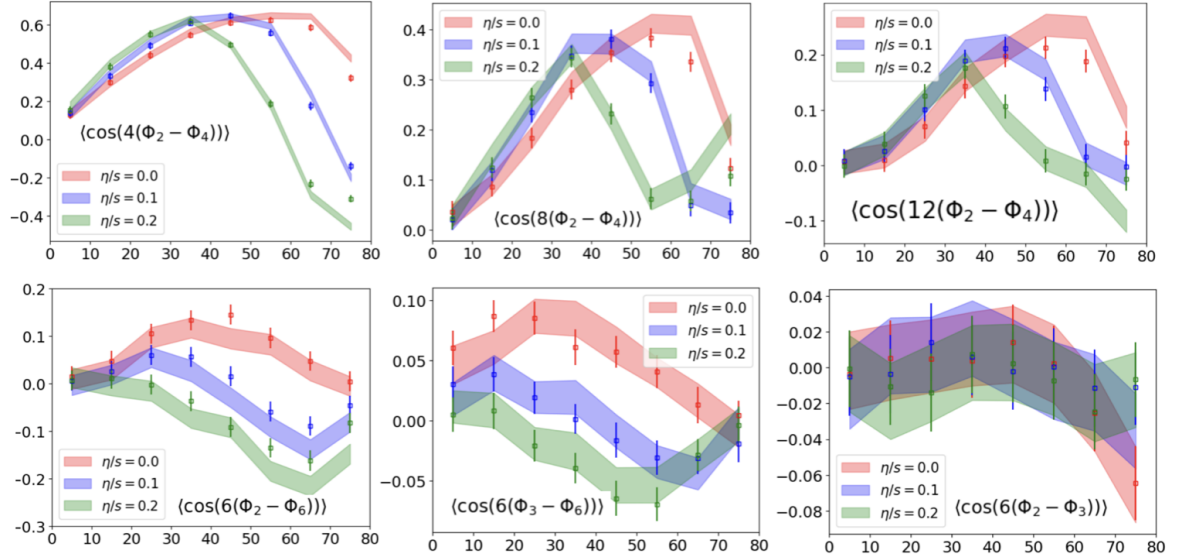 0.6
0.4
0.2
0.0
−0.2
−0.4
0 10 20 30 40 50 60 70 80
⟨cos(4(Φ₂ − Φ₄))⟩
η/s = 0.0
η/s = 0.1
η/s = 0.2
0.4
0.3
0.2
0.1
0.0
0 10 20 30 40 50 60 70 80
η/s = 0.0
η/s = 0.1
η/s = 0.2
⟨cos(8(Φ₂ − Φ₄))⟩
0.2
0.1
0.0
−0.1
0 10 20 30 40 50 60 70 80
η/s = 0.0
η/s = 0.1
η/s = 0.2
⟨cos(12(Φ₂ − Φ₄))⟩
0.2
0.1
0.0
−0.1
−0.2
−0.3
0 10 20 30 40 50 60 70 80
η/s = 0.0
η/s = 0.1
η/s = 0.2
⟨cos(6(Φ₂ − Φ₆))⟩
0.10
0.05
0.00
−0.05
0 10 20 30 40 50 60 70 80
η/s = 0.0
η/s = 0.1
η/s = 0.2
⟨cos(6(Φ₃ − Φ₆))⟩
0.04
0.02
0.00
−0.02
−0.04
−0.06
−0.08
0 10 20 30 40 50 60 70 80
η/s = 0.0
η/s = 0.1
η/s = 0.2
⟨cos(6(Φ₂ − Φ₃))⟩